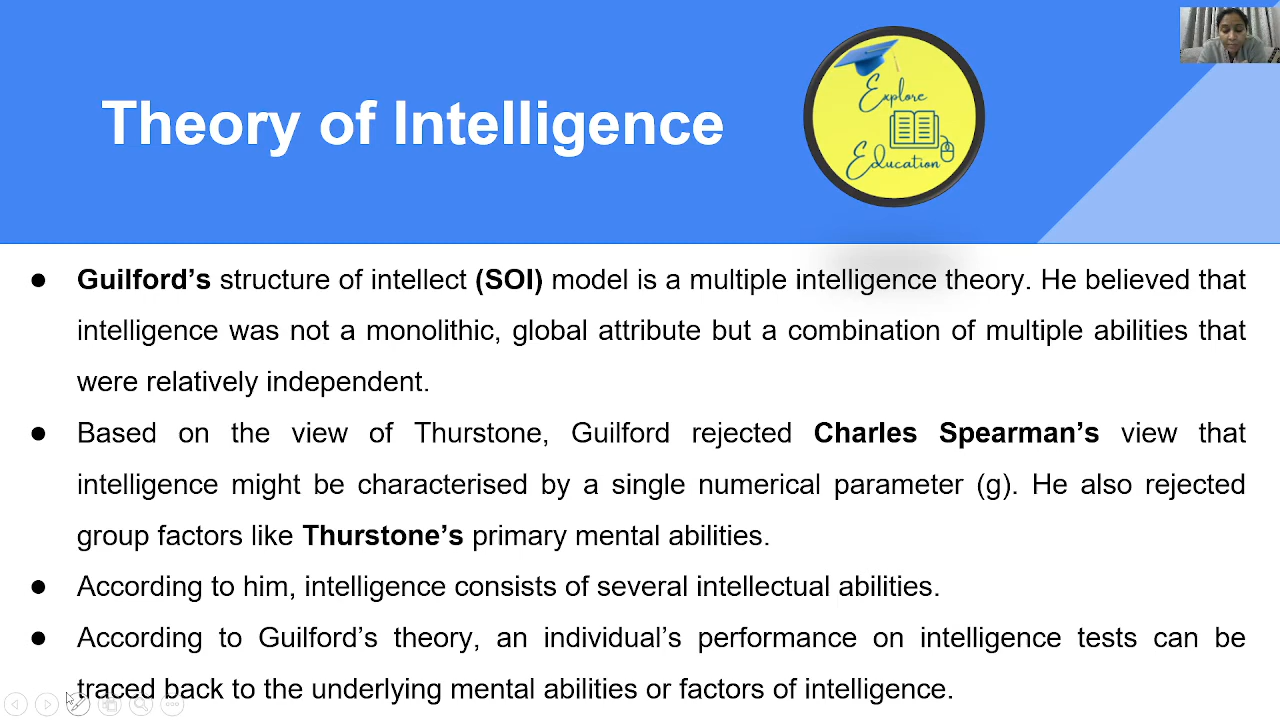 Theory of Intelligence
Explore
Education
● Guilford's structure of intellect (SOI) model is a multiple intelligence theory. He believed that
intelligence was not a monolithic, global attribute but a combination of multiple abilities that
were relatively independent.
● Based on the view of Thurstone, Guilford rejected Charles Spearman's view that
intelligence might be characterised by a single numerical parameter (g). He also rejected
group factors like Thurstone's primary mental abilities.
● According to him, intelligence consists of several intellectual abilities.
● According to Guilford's theory, an individual's performance on intelligence tests can be
traced back to the underlying mental abilities or factors of intelligence.